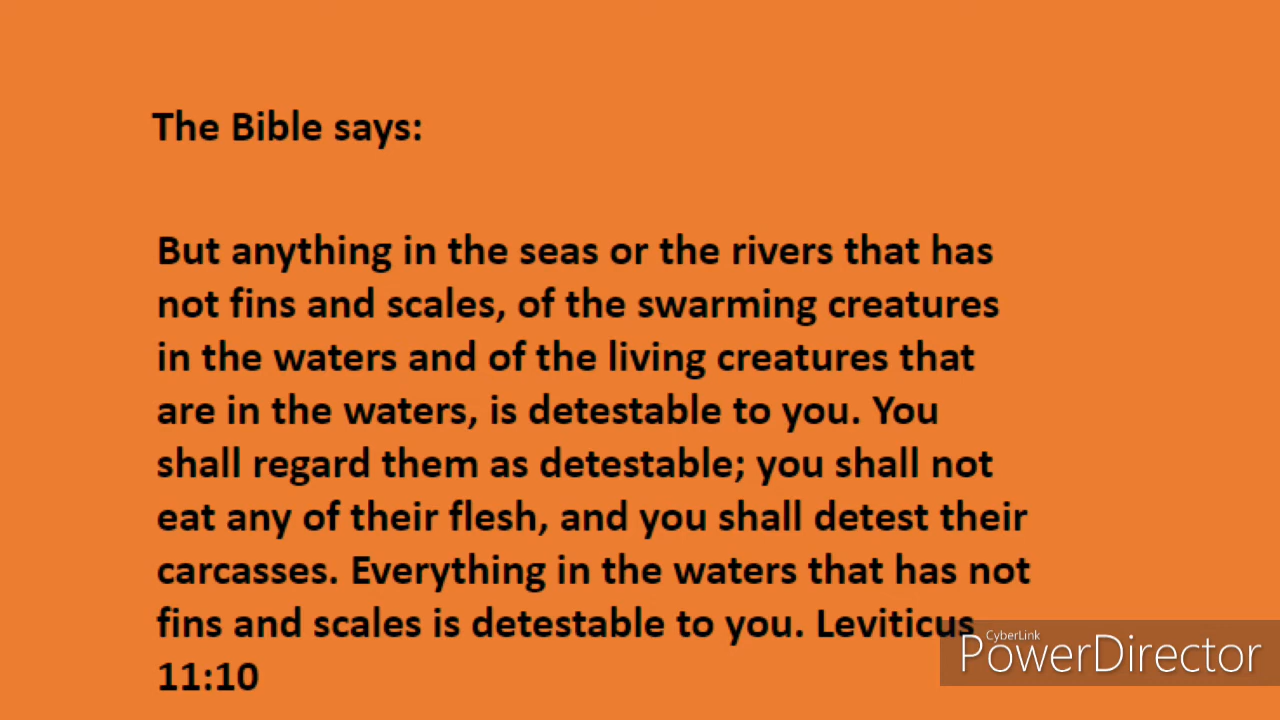 The Bible says:
But anything in the seas or the rivers that has
not fins and scales, of the swarming creatures
in the waters and of the living creatures that
are in the waters, is detestable to you. You
shall regard them as detestable; you shall not
eat any of their flesh, and you shall detest their
carcasses. Everything in the waters that has not
fins and scales is detestable to you. Leviticus
11:10
CyberLink
PowerDirector